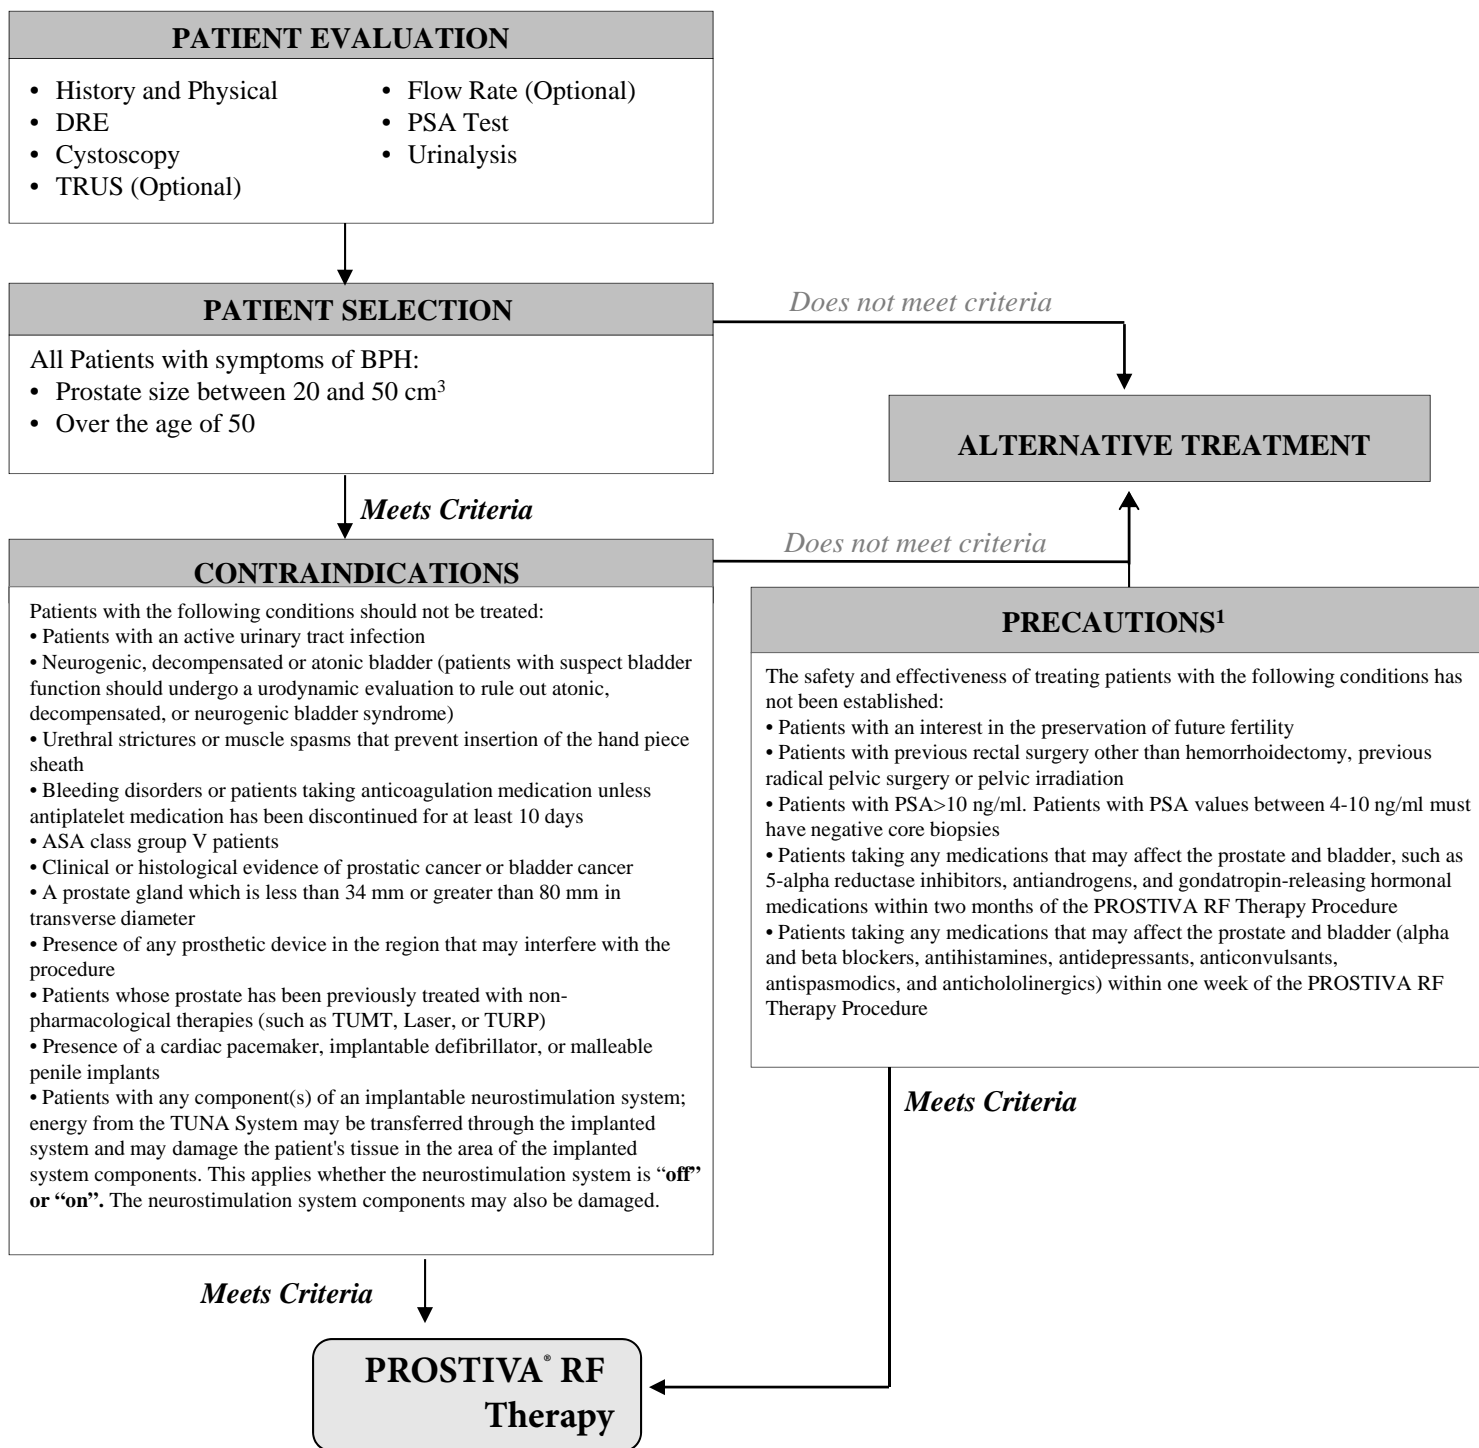 PATIENT EVALUATION
• History and Physical
• DRE
• Cystoscopy
• TRUS (Optional)
• Flow Rate (Optional)
• PSA Test
• Urinalysis
PATIENT SELECTION
All Patients with symptoms of BPH:
• Prostate size between 20 and 50 cm³
• Over the age of 50
Does not meet criteria
ALTERNATIVE TREATMENT
Meets Criteria
Does not meet criteria
CONTRAINDICATIONS
Patients with the following conditions should not be treated:
• Patients with an active urinary tract infection
• Neurogenic, decompensated or atonic bladder (patients with suspect bladder
function should undergo a urodynamic evaluation to rule out atonic,
decompensated, or neurogenic bladder syndrome)
• Urethral strictures or muscle spasms that prevent insertion of the hand piece
sheath
• Bleeding disorders or patients taking anticoagulation medication unless
antiplatelet medication has been discontinued for at least 10 days
• ASA class group V patients
• Clinical or histological evidence of prostatic cancer or bladder cancer
• A prostate gland which is less than 34 mm or greater than 80 mm in
transverse diameter
• Presence of any prosthetic device in the region that may interfere with the
procedure
• Patients whose prostate has been previously treated with non-
pharmacological therapies (such as TUMT, Laser, or TURP)
• Presence of a cardiac pacemaker, implantable defibrillator, or malleable
penile implants
• Patients with any component(s) of an implantable neurostimulation system;
energy from the TUNA System may be transferred through the implanted
system and may damage the patient's tissue in the area of the implanted
system components. This applies whether the neurostimulation system is “off”
or “on”. The neurostimulation system components may also be damaged.
PRECAUTIONS¹
The safety and effectiveness of treating patients with the following conditions has
not been established:
• Patients with an interest in the preservation of future fertility
• Patients with previous rectal surgery other than hemorrhoidectomy, previous
radical pelvic surgery or pelvic irradiation
• Patients with PSA>10 ng/ml. Patients with PSA values between 4-10 ng/ml must
have negative core biopsies
• Patients taking any medications that may affect the prostate and bladder, such as
5-alpha reductase inhibitors, antiandrogens, and gondatropin-releasing hormonal
medications within two months of the PROSTIVA RF Therapy Procedure
• Patients taking any medications that may affect the prostate and bladder (alpha
and beta blockers, antihistamines, antidepressants, anticonvulsants,
antispasmodics, and antichololinergics) within one week of the PROSTIVA RF
Therapy Procedure
Meets Criteria
Meets Criteria
PROSTIVA® RF
Therapy